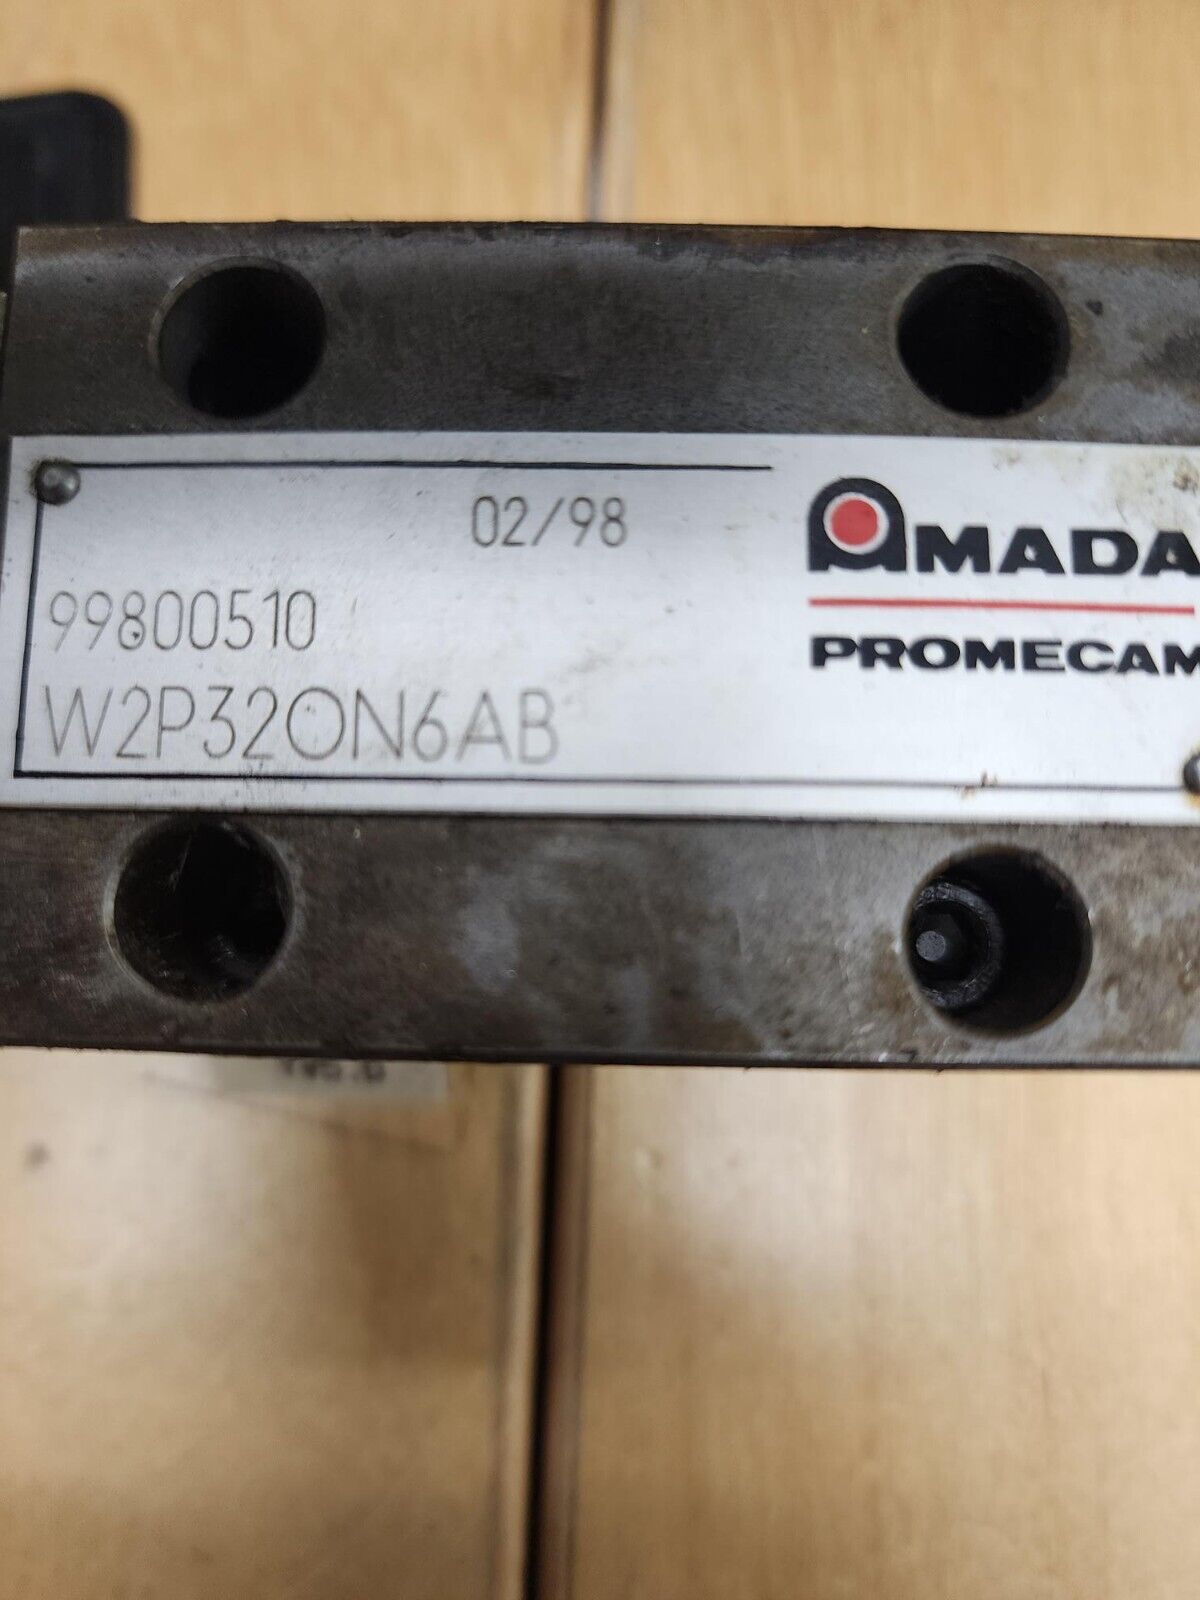 02/98
AMADA
99800510
PROMECAM
W2P32ON6AB